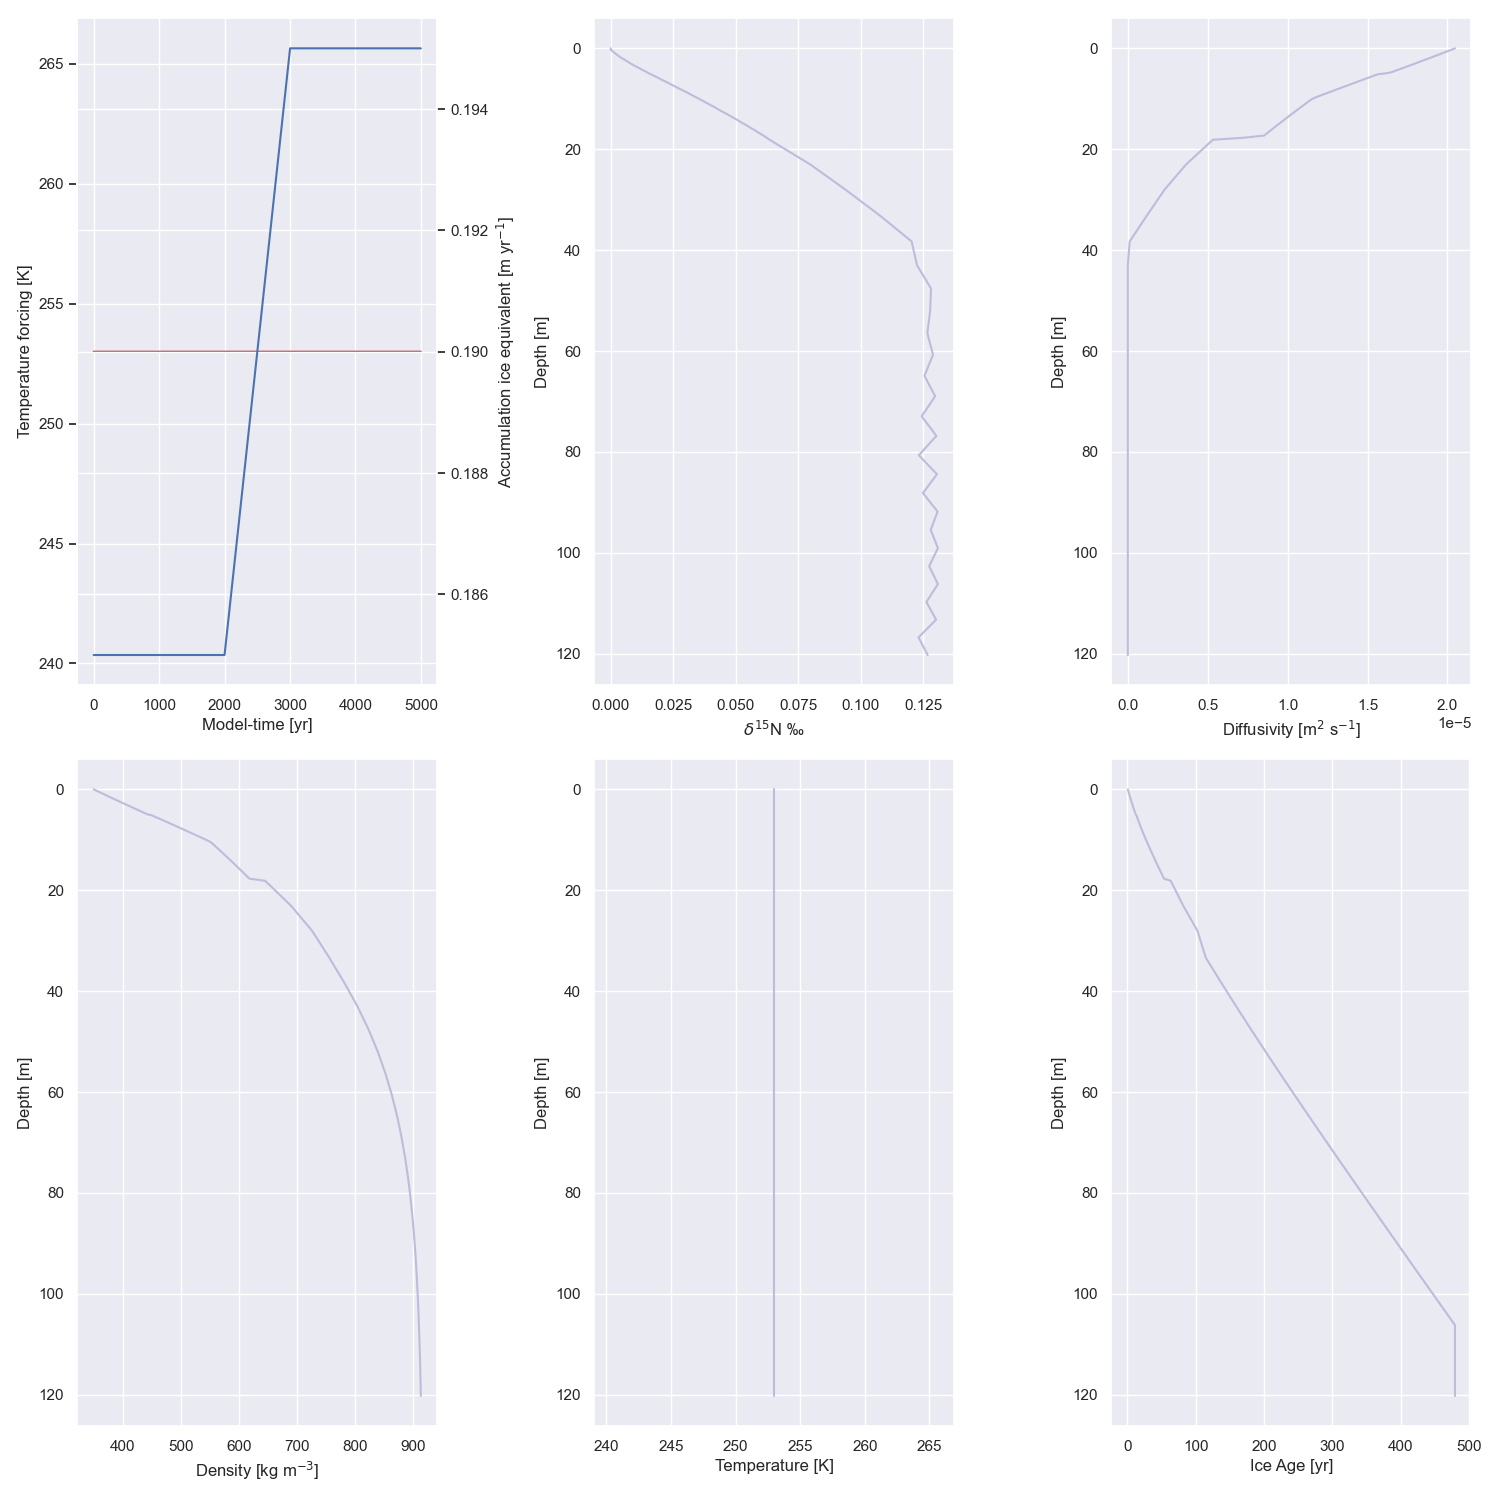 265
260
255
250
245
240
Temperature forcing [K]
0 1000 2000 3000 4000 5000
Model-time [yr]
0.194
0.192
0.190
0.188
0.186
Accumulation ice equivalent [m yr⁻¹]
0
20
40
60
80
100
120
Depth [m]
0.000 0.025 0.050 0.075 0.100 0.125
δ¹⁵N ‰
0
20
40
60
80
100
120
Depth [m]
0.0 0.5 1.0 1.5 2.0
1e−5
Diffusivity [m² s⁻¹]
0
20
40
60
80
100
120
Depth [m]
400 500 600 700 800 900
Density [kg m⁻³]
0
20
40
60
80
100
120
Depth [m]
240 245 250 255 260 265
Temperature [K]
0
20
40
60
80
100
120
Depth [m]
0 100 200 300 400 500
Ice Age [yr]